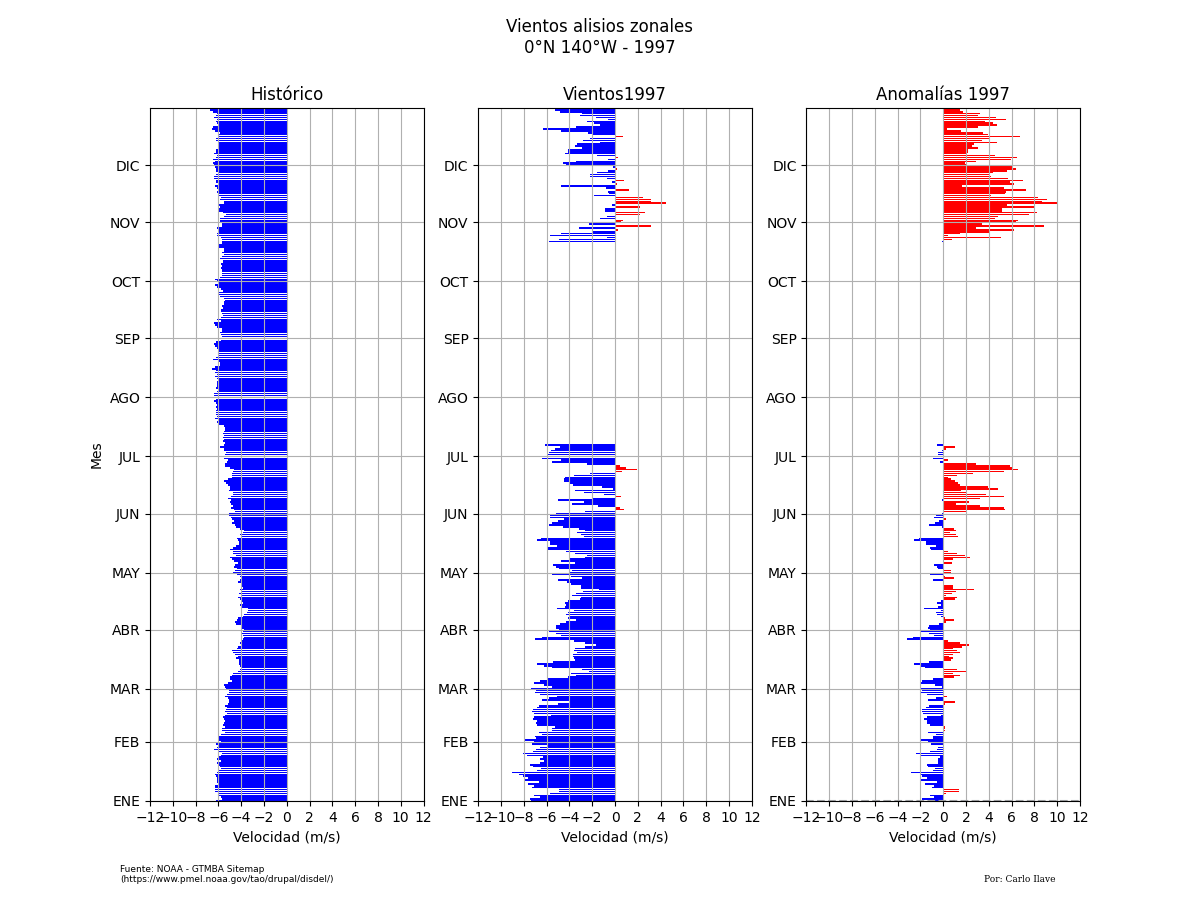 Vientos alisios zonales
0°N 140°W - 1997
Histórico
Vientos1997
Anomalías 1997
DIC
NOV
OCT
SEP
AGO
JUL
JUN
MAY
ABR
MAR
FEB
ENE
Mes
−12 −10 −8 −6 −4 −2 0 2 4 6 8 10 12
Velocidad (m/s)
DIC
NOV
OCT
SEP
AGO
JUL
JUN
MAY
ABR
MAR
FEB
ENE
−12 −10 −8 −6 −4 −2 0 2 4 6 8 10 12
Velocidad (m/s)
DIC
NOV
OCT
SEP
AGO
JUL
JUN
MAY
ABR
MAR
FEB
ENE
−12 −10 −8 −6 −4 −2 0 2 4 6 8 10 12
Velocidad (m/s)
Fuente: NOAA - GTMBA Sitemap
(https://www.pmel.noaa.gov/tao/drupal/disdel/)
Por: Carlo Ilave